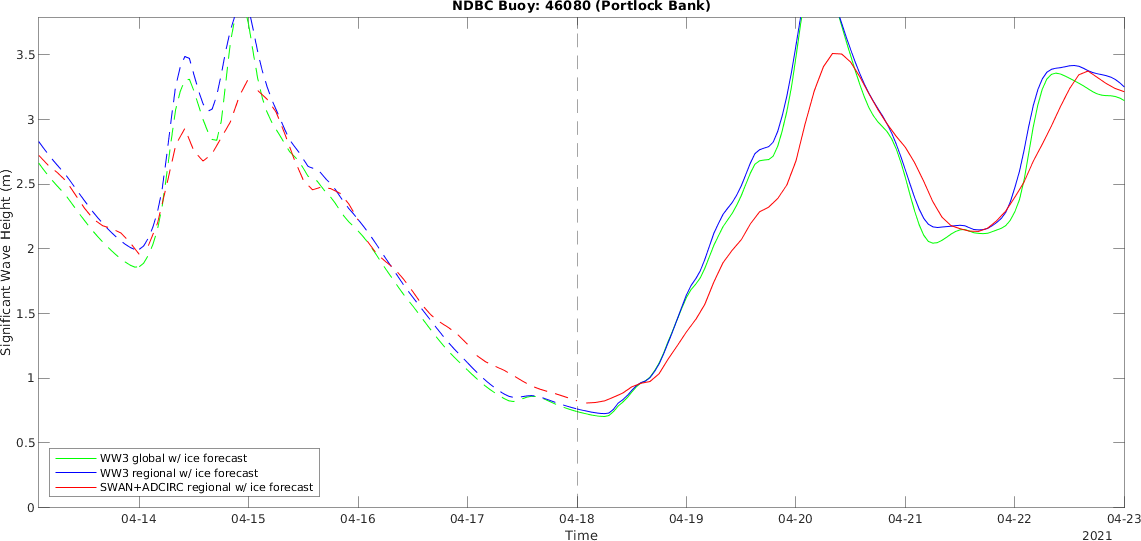 NDBC Buoy: 46080 (Portlock Bank)
Significant Wave Height (m)
3.5
3
2.5
2
1.5
1
0.5
0
WW3 global w/ ice forecast
WW3 regional w/ ice forecast
SWAN+ADCIRC regional w/ ice forecast
04-14 04-15 04-16 04-17 04-18 04-19 04-20 04-21 04-22 04-23
Time
2021